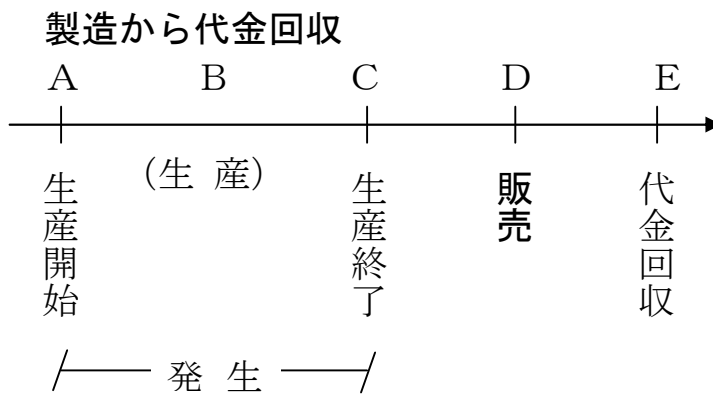 製造から代金回収
A B C D E
(生 産)
生産開始
生産終了
販売
代金回収
発 生